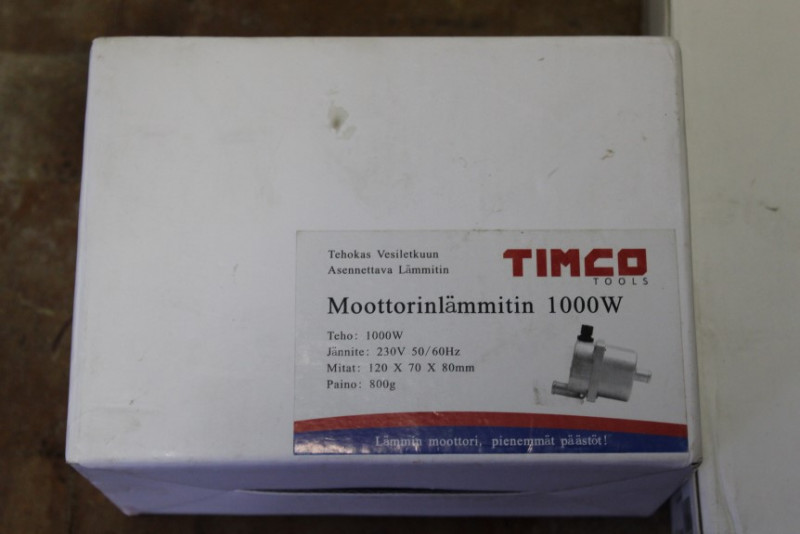 Tehokas Vesiletkuun
Asennettava Lämmitin
TIMCO
TOOLS
Moottorinlämmitin 1000W
Teho: 1000W
Jännite: 230V 50/60Hz
Mitat: 120 X 70 X 80mm
Paino: 800g
Lämmin moottori, pienemmät päästöt!